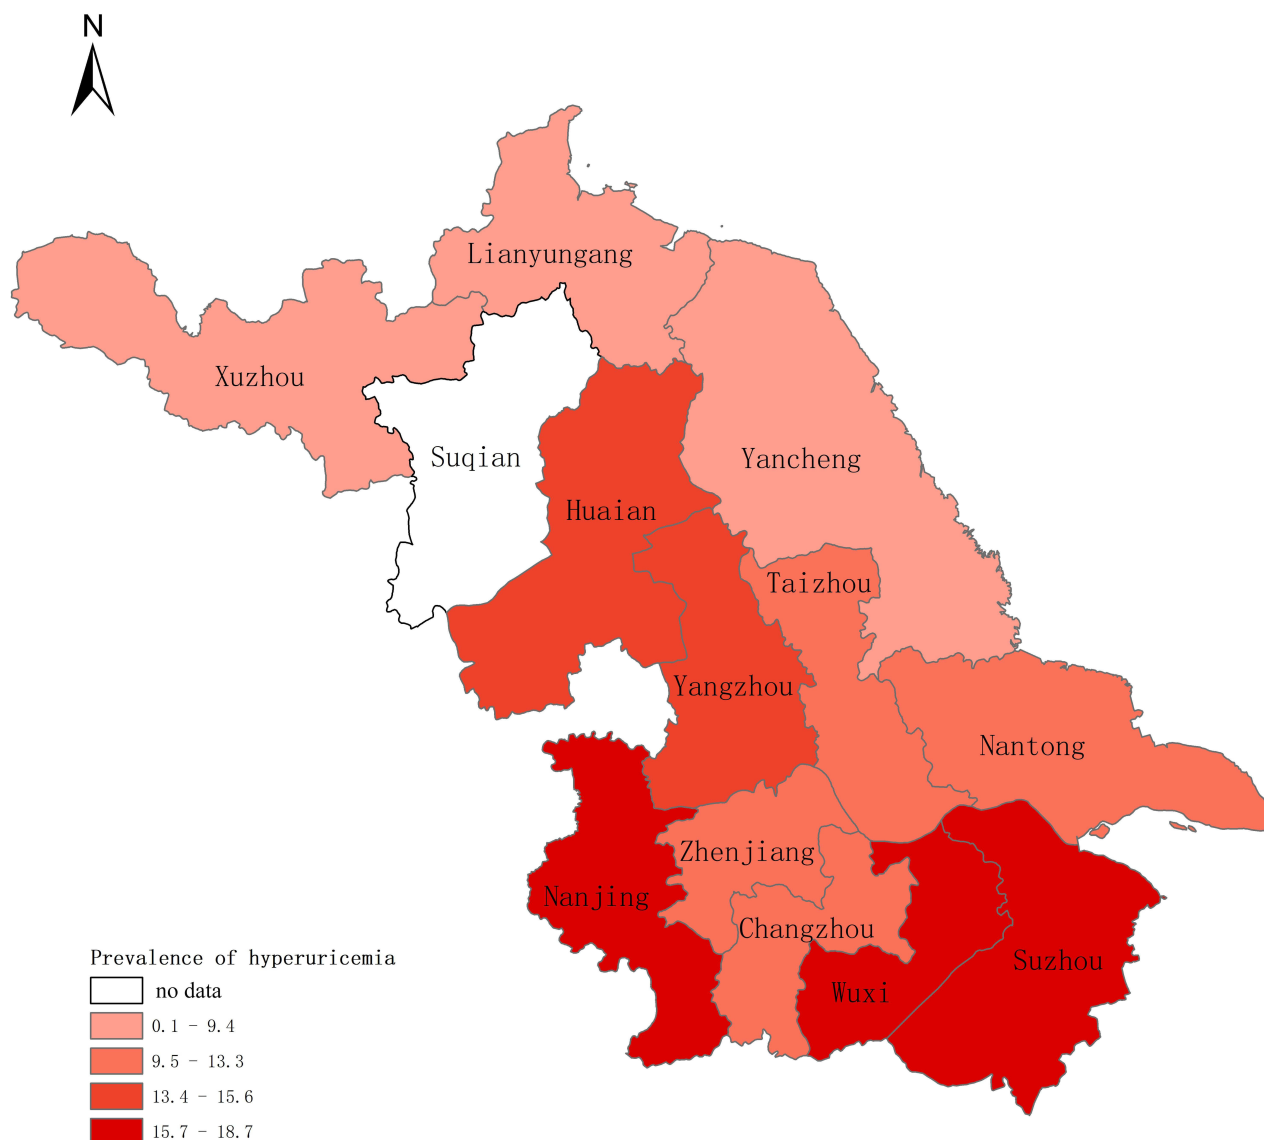 N
Lianyungang
Xuzhou
Suqian
Yancheng
Huaian
Taizhou
Yangzhou
Nantong
Zhenjiang
Nanjing
Changzhou
Suzhou
Wuxi
Prevalence of hyperuricemia
no data
0.1 - 9.4
9.5 - 13.3
13.4 - 15.6
15.7 - 18.7